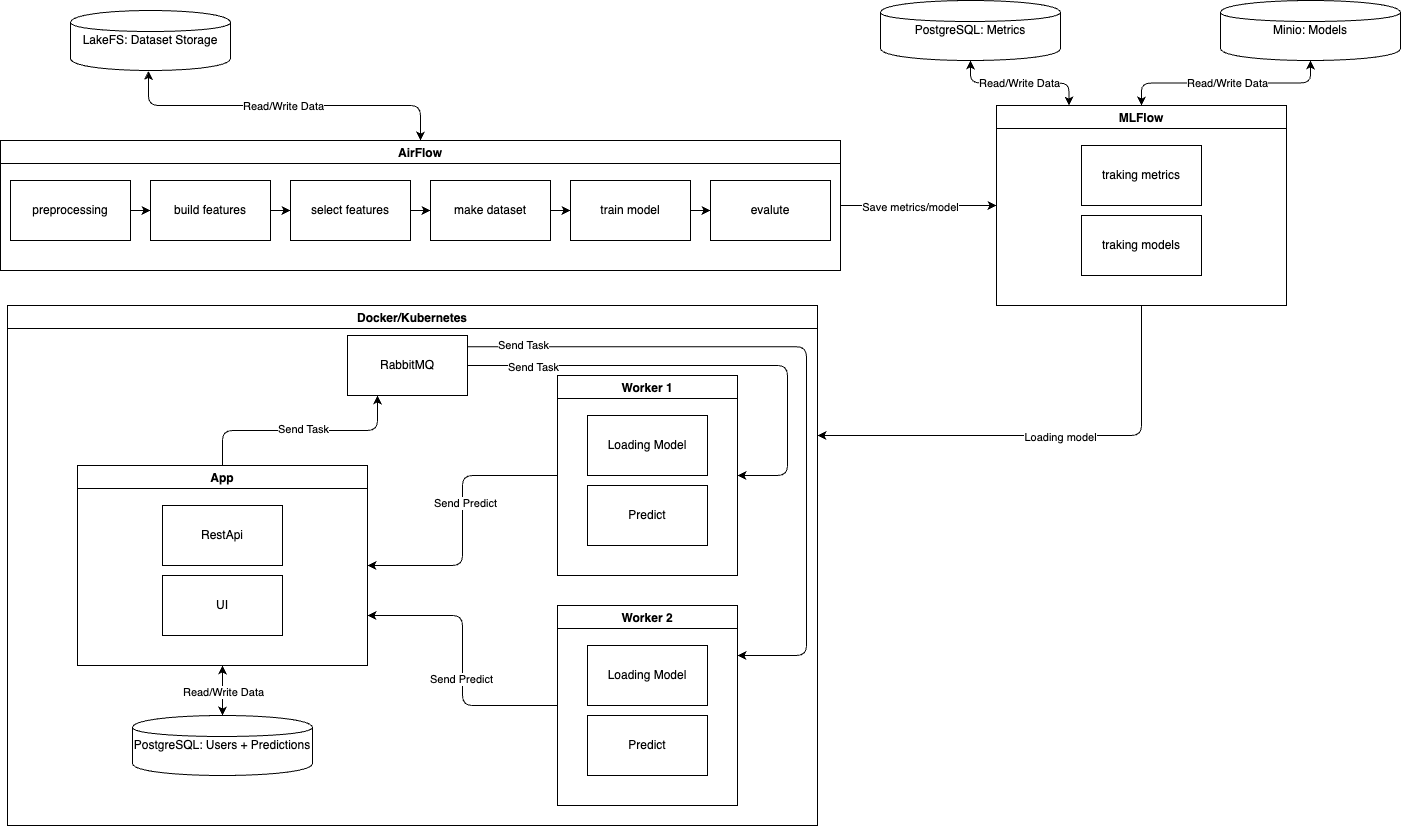 LakeFS: Dataset Storage
PostgreSQL: Metrics
Minio: Models
Read/Write Data
Read/Write Data
Read/Write Data
AirFlow
preprocessing
build features
select features
make dataset
train model
evalute
Save metrics/model
MLFlow
traking metrics
traking models
Docker/Kubernetes
RabbitMQ
Send Task
Send Task
Send Task
Worker 1
Loading Model
Predict
Loading model
App
RestApi
UI
Send Predict
Worker 2
Loading Model
Predict
Send Predict
Read/Write Data
PostgreSQL: Users + Predictions